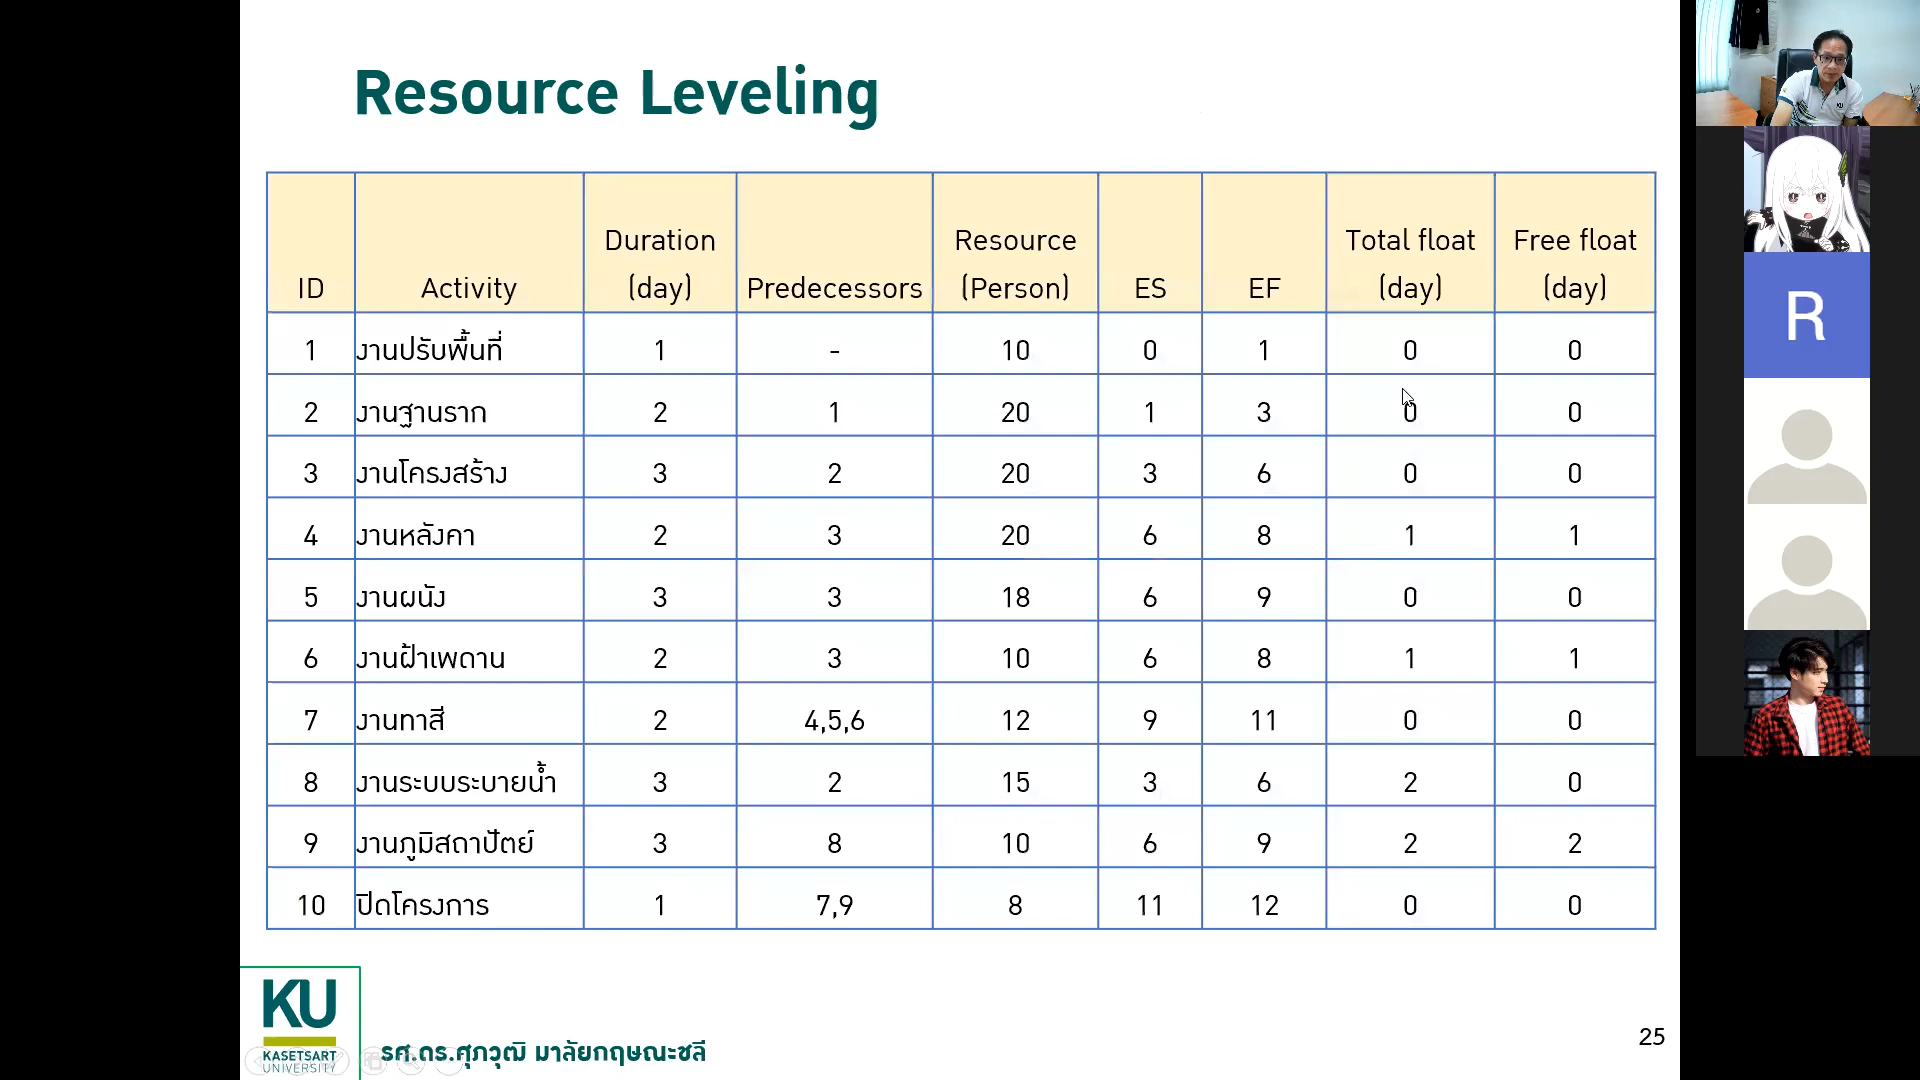 Resource Leveling
ID Activity Duration (day) Predecessors Resource (Person) ES EF Total float (day) Free float (day)
1 งานปรับพื้นที่ 1 - 10 0 1 0 0
2 งานฐานราก 2 1 20 1 3 0 0
3 งานโครงสร้าง 3 2 20 3 6 0 0
4 งานหลังคา 2 3 20 6 8 1 1
5 งานผนัง 3 3 18 6 9 0 0
6 งานฝ้าเพดาน 2 3 10 6 8 1 1
7 งานทาสี 2 4,5,6 12 9 11 0 0
8 งานระบบระบายน้ำ 3 2 15 3 6 2 0
9 งานภูมิสถาปัตย์ 3 8 10 6 9 2 2
10 ปิดโครงการ 1 7,9 8 11 12 0 0
KU
KASETSART
UNIVERSITY
รศ.ดร.ศุภวุฒิ มาลัยกฤษณะชลี
25
R
KU